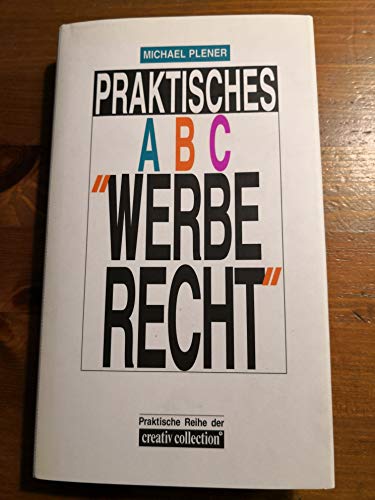 MICHAEL PLENER
PRAKTISCHES
A B C
"WERBE
RECHT"
Praktische Reihe der
creativ collection®